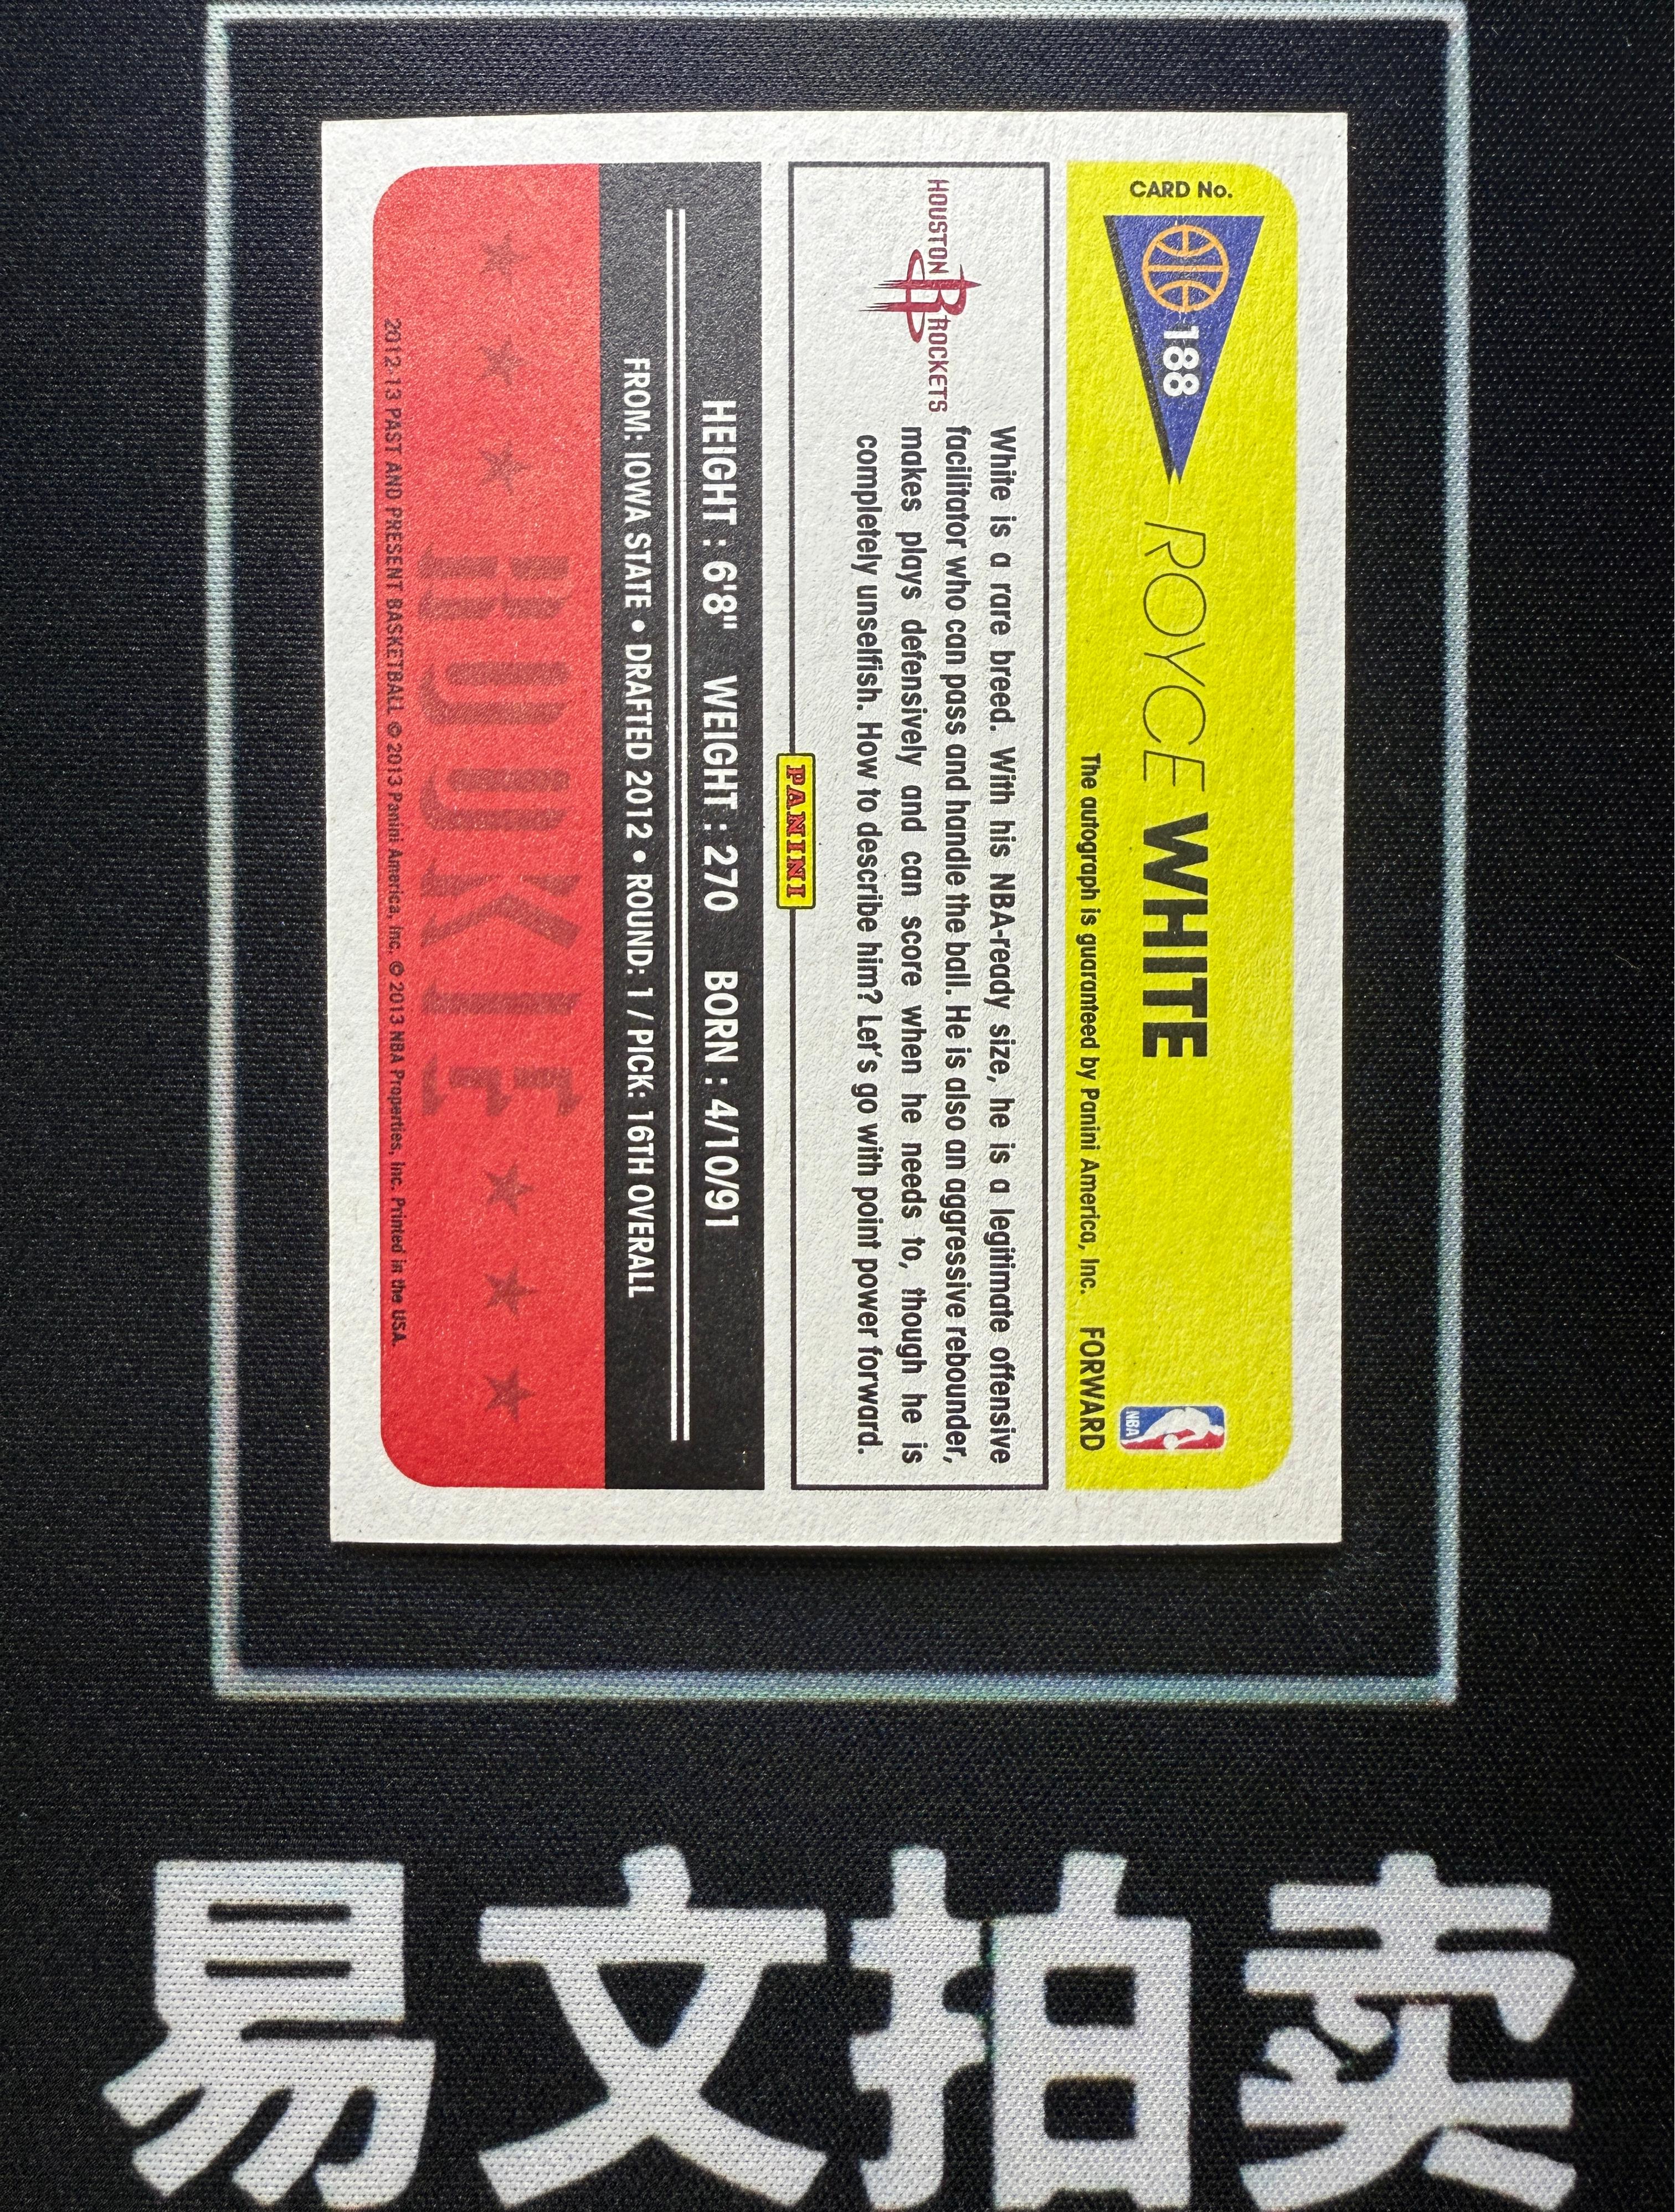 CARD No.
188
ROYCE WHITE
The autograph is guaranteed by Panini America, Inc. FORWARD
NBA
HOUSTON ROCKETS
White is a rare breed. With his NBA-ready size, he is a legitimate offensive
facilitator who can pass and handle the ball. He is also an aggressive rebounder,
makes plays defensively and can score when he needs to, though he is
completely unselfish. How to describe him? Let's go with point power forward.
PANINI
HEIGHT : 6'8" WEIGHT : 270 BORN : 4/10/91
FROM: IOWA STATE • DRAFTED 2012 • ROUND: 1 / PICK: 16TH OVERALL
ROOKIE
2012-13 PAST AND PRESENT BASKETBALL © 2013 Panini America, Inc. © 2013 NBA Properties, Inc. Printed in the USA.
易文拍卖